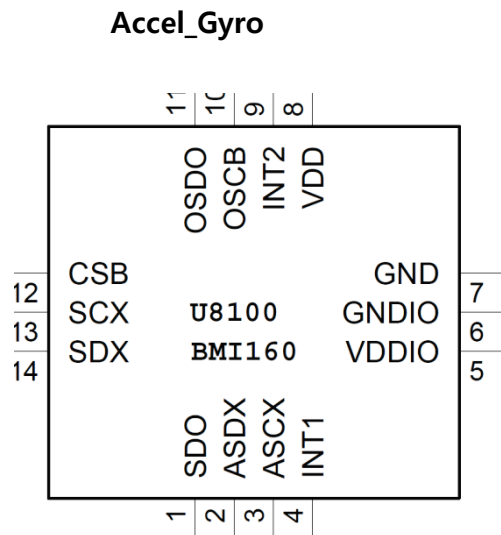 Accel_Gyro
11 10 9 8
OSDO OSCB INT2 VDD
CSB
SCX
SDX
12
13
14
U8100
BMI160
GND
GNDIO
VDDIO
7
6
5
SDO ASDX ASCX INT1
1 2 3 4